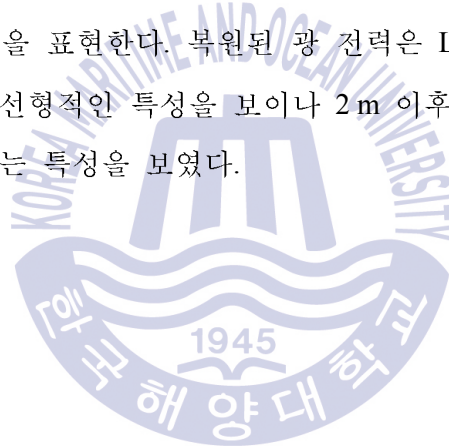 을 표현한다. 복원된 광 전력은 L
선형적인 특성을 보이나 2 m 이후
는 특성을 보였다.
KOREA MARITIME AND OCEAN UNIVERSITY
1945
한국해양대학교